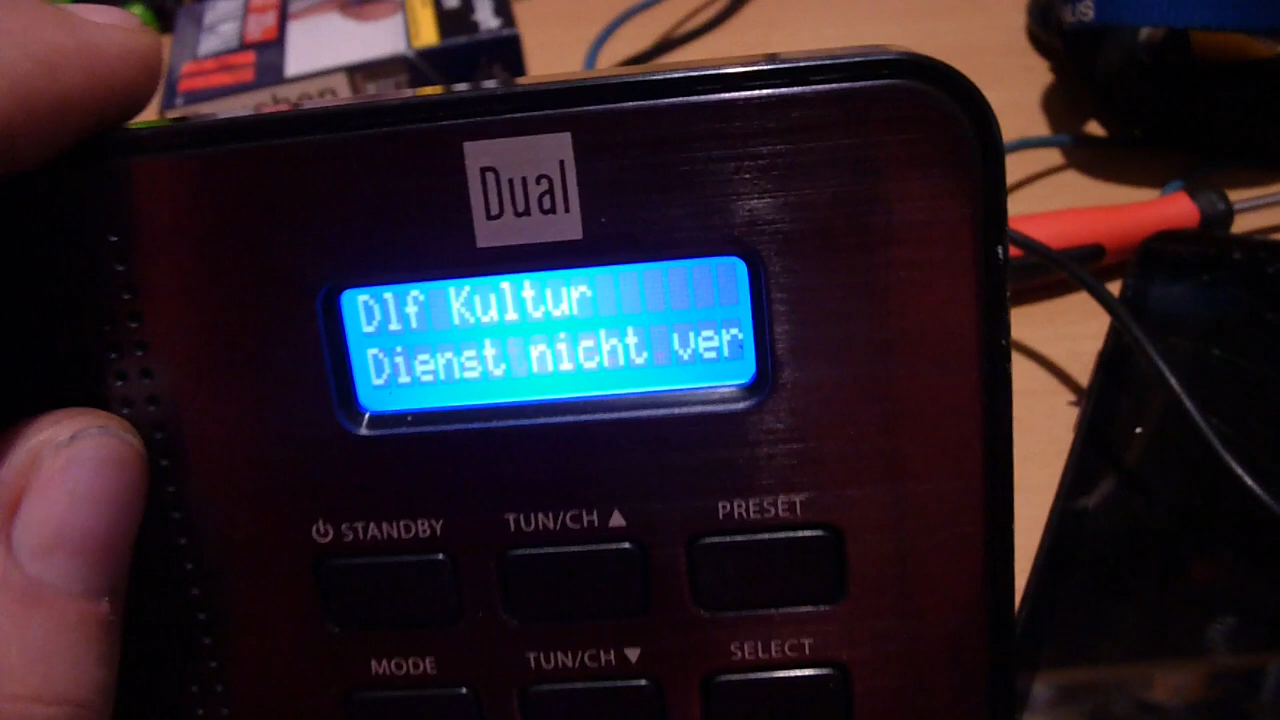 Dual
Dlf Kultur
Dienst nicht ver
STANDBY
TUN/CH ▲
PRESET
MODE
TUN/CH ▼
SELECT